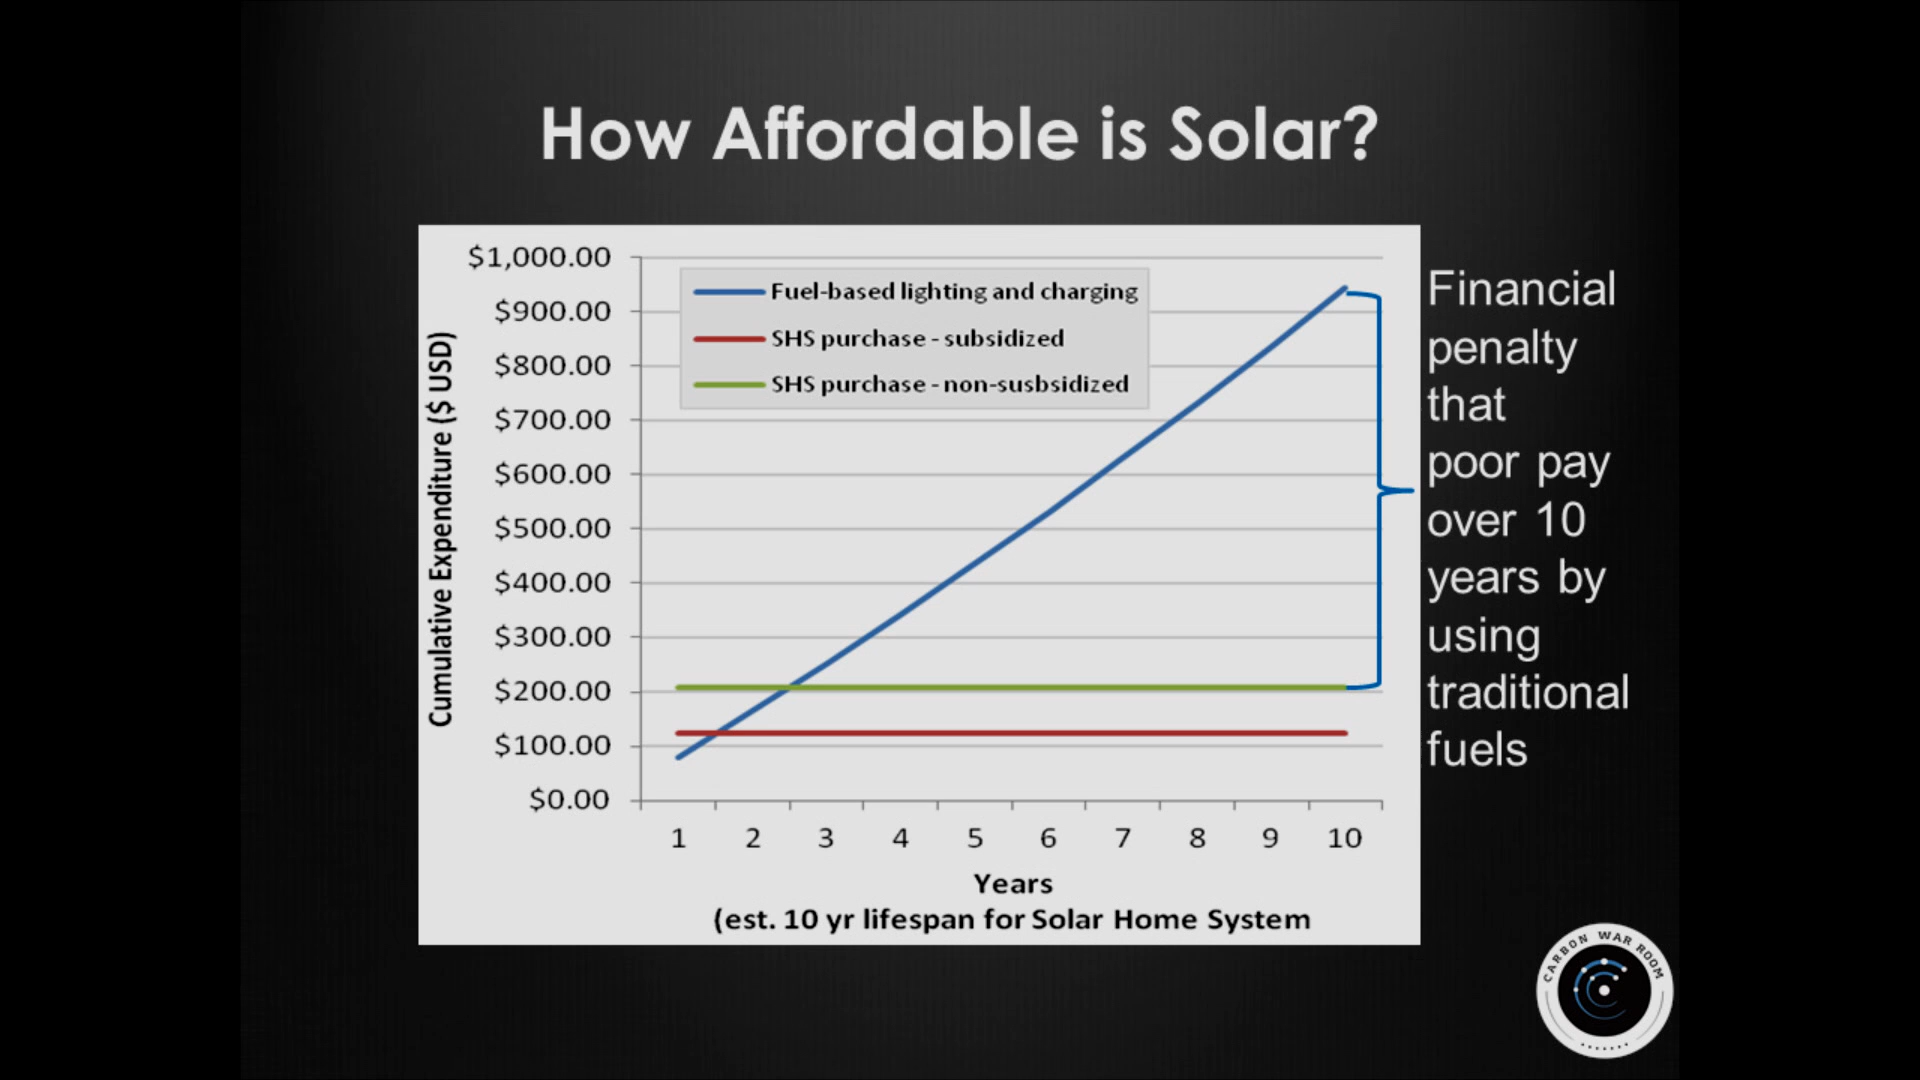 How Affordable is Solar?
$1,000.00
$900.00
$800.00
$700.00
$600.00
$500.00
$400.00
$300.00
$200.00
$100.00
$0.00
Cumulative Expenditure ($ USD)
Fuel-based lighting and charging
SHS purchase - subsidized
SHS purchase - non-susbsidized
1 2 3 4 5 6 7 8 9 10
Years
(est. 10 yr lifespan for Solar Home System
Financial
penalty
that
poor pay
over 10
years by
using
traditional
fuels
CARBON WAR ROOM